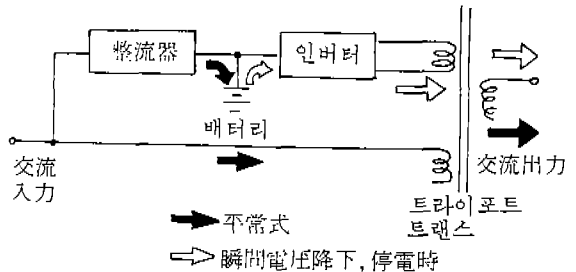 整流器
인버터
배터리
交流
入力
交流出力
트라이포트
트랜스
平常式
瞬間電圧降下, 停電時